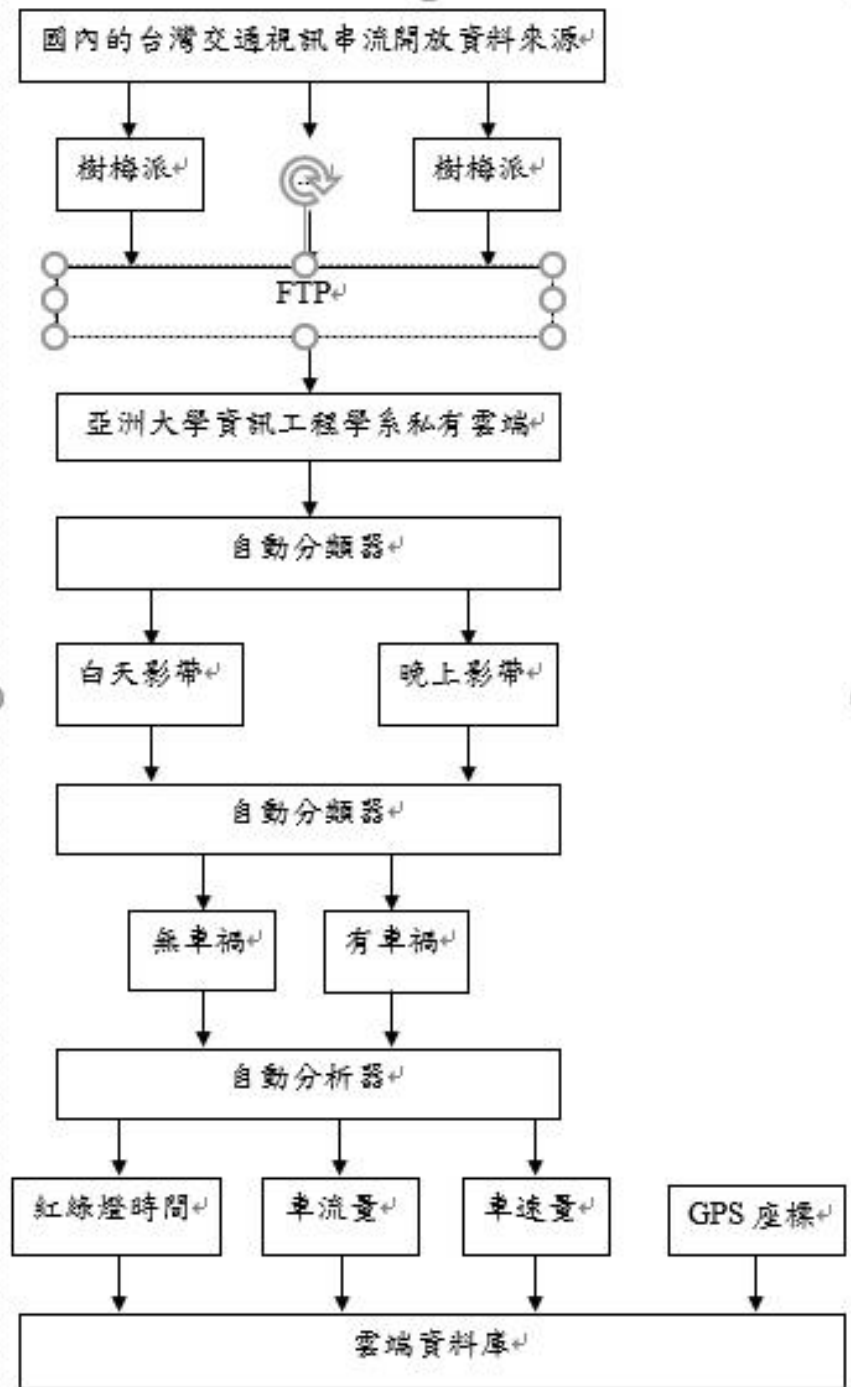 國內的台灣交通視訊串流開放資料來源
樹梅派
...
樹梅派
FTP
亞洲大學資訊工程學系私有雲端
自動分類器
白天影帶
晚上影帶
自動分類器
無車禍
有車禍
自動分析器
紅綠燈時間
車流量
車速量
GPS 座標
雲端資料庫